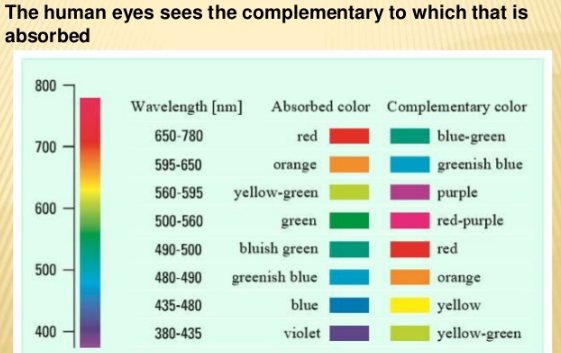 The human eyes sees the complementary to which that is
absorbed
800
700
600
500
400
Wavelength [nm] Absorbed color Complementary color
650-780 red blue-green
595-650 orange greenish blue
560-595 yellow-green purple
500-560 green red-purple
490-500 bluish green red
480-490 greenish blue orange
435-480 blue yellow
380-435 violet yellow-green